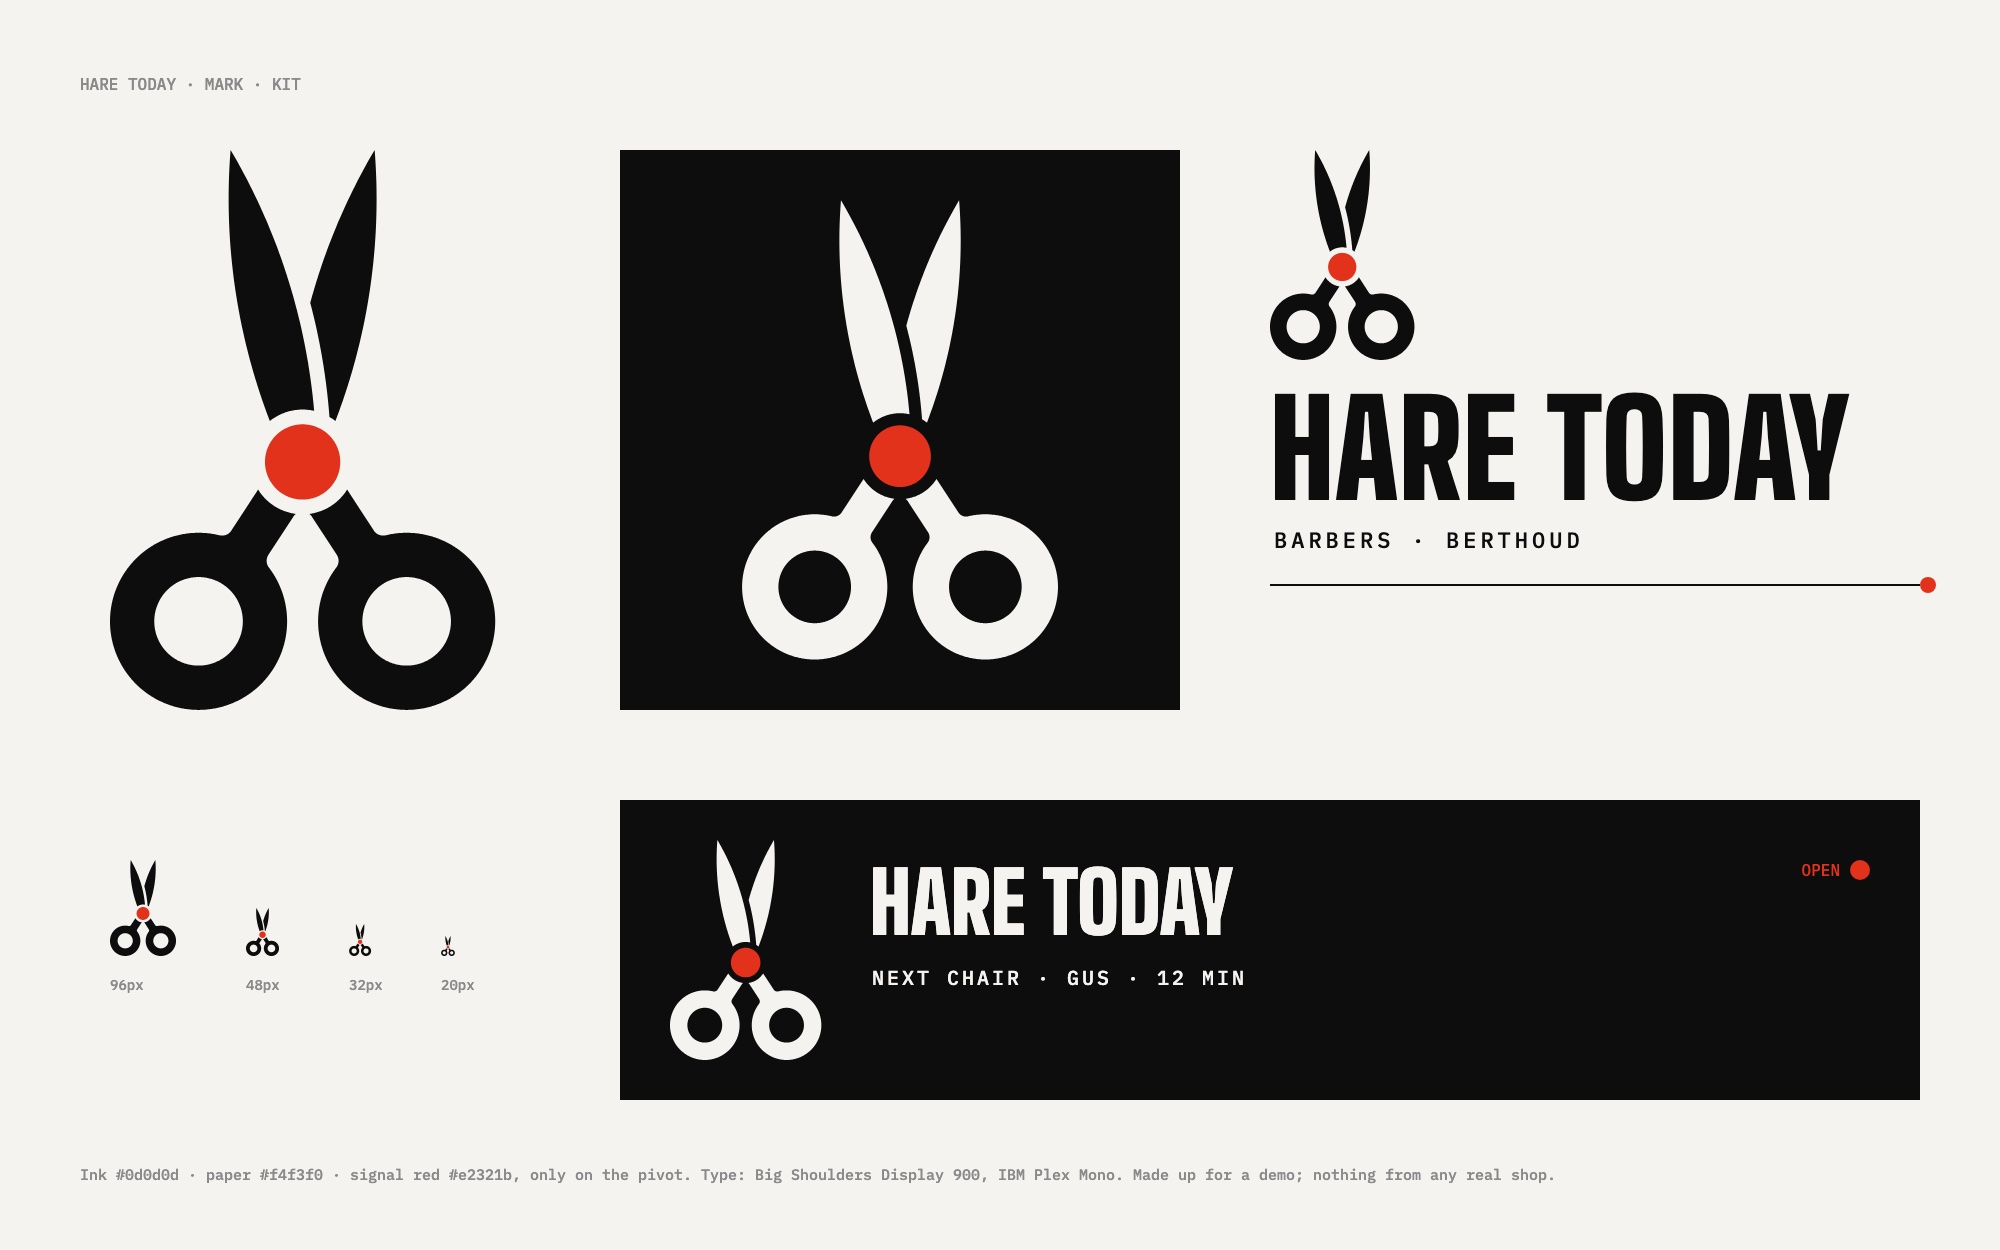 HARE TODAY · MARK · KIT
HARE TODAY
BARBERS · BERTHOUD
96px
48px
32px
20px
HARE TODAY
NEXT CHAIR · GUS · 12 MIN
OPEN
Ink #0d0d0d · paper #f4f3f0 · signal red #e2321b, only on the pivot. Type: Big Shoulders Display 900, IBM Plex Mono. Made up for a demo; nothing from any real shop.